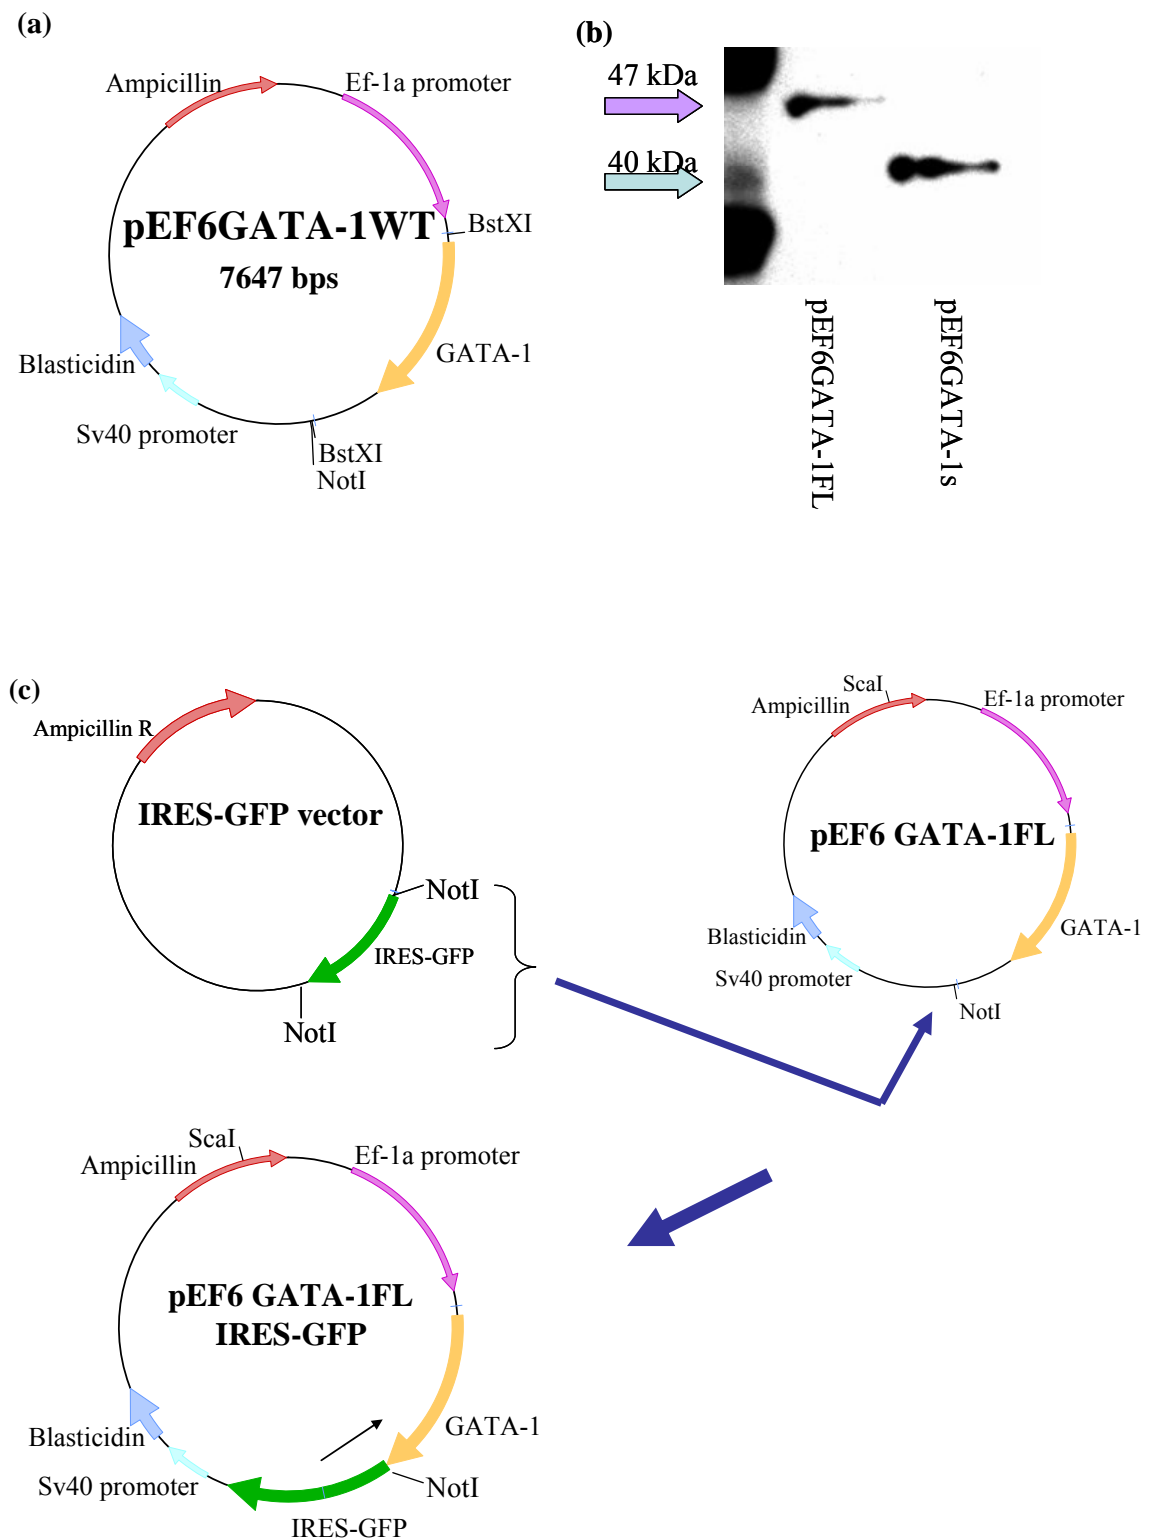 (a)
Ampicillin
Ef-1a promoter
pEF6GATA-1WT
7647 bps
BstXI
GATA-1
Blasticidin
Sv40 promoter
BstXI
NotI
(b)
47 kDa
40 kDa
pEF6GATA-1FL
pEF6GATA-1s
(c)
Ampicillin R
IRES-GFP vector
NotI
IRES-GFP
NotI
ScaI
Ampicillin
Ef-1a promoter
pEF6 GATA-1FL
GATA-1
Blasticidin
Sv40 promoter
NotI
ScaI
Ampicillin
Ef-1a promoter
pEF6 GATA-1FL
IRES-GFP
GATA-1
Blasticidin
Sv40 promoter
NotI
IRES-GFP